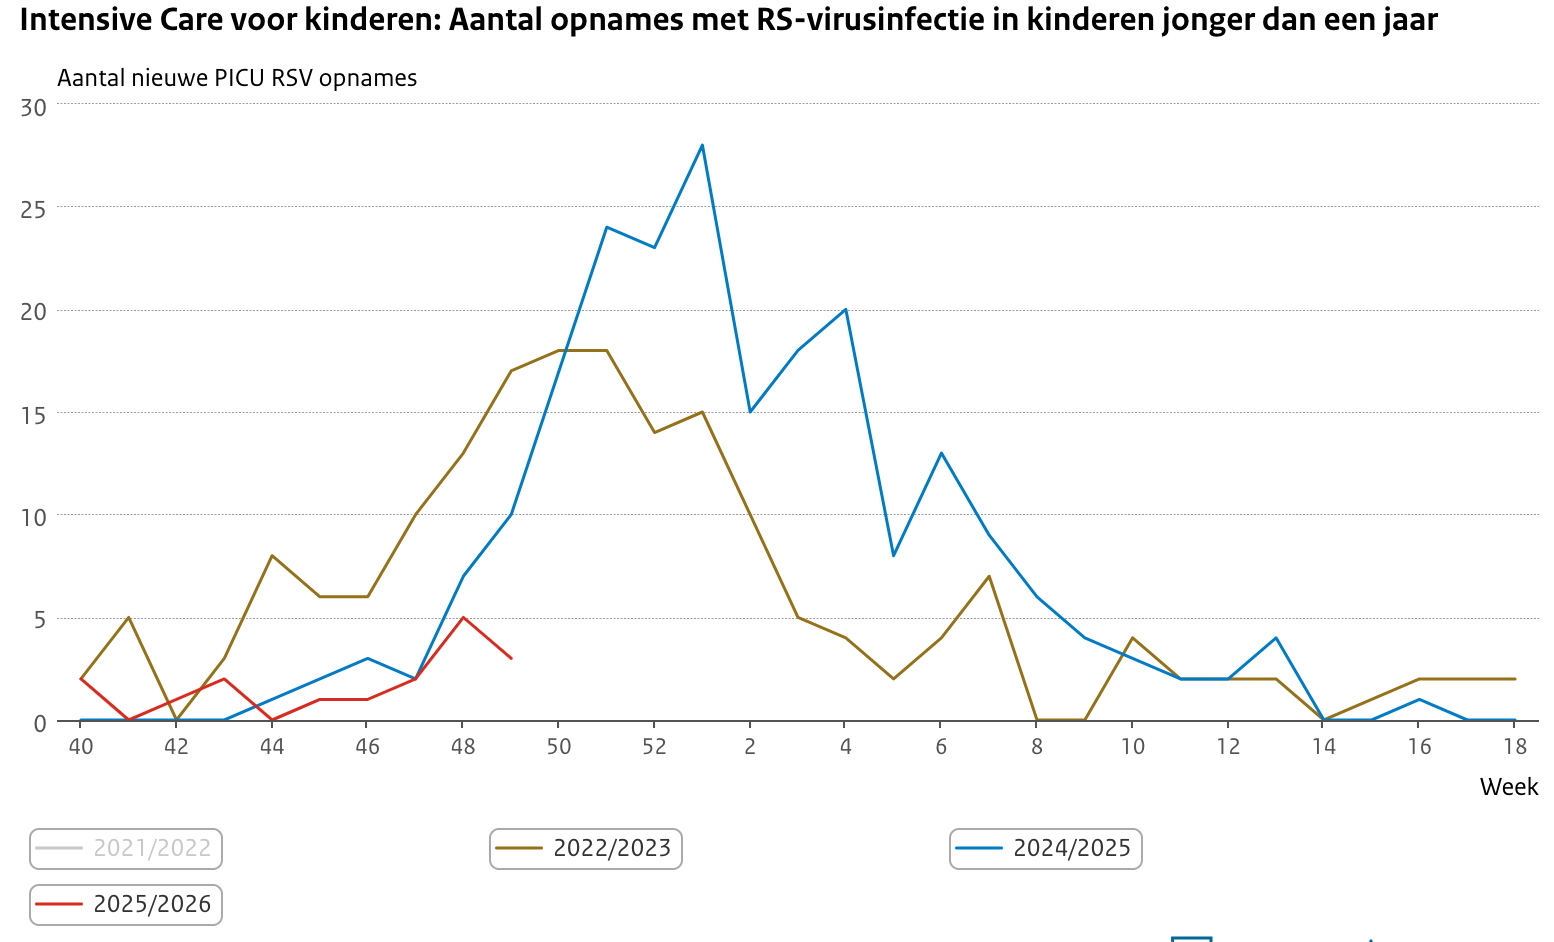 Intensive Care voor kinderen: Aantal opnames met RS-virusinfectie in kinderen jonger dan een jaar
Aantal nieuwe PICU RSV opnames
30
25
20
15
10
5
0
40 42 44 46 48 50 52 2 4 6 8 10 12 14 16 18
Week
2021/2022 2022/2023 2024/2025
2025/2026